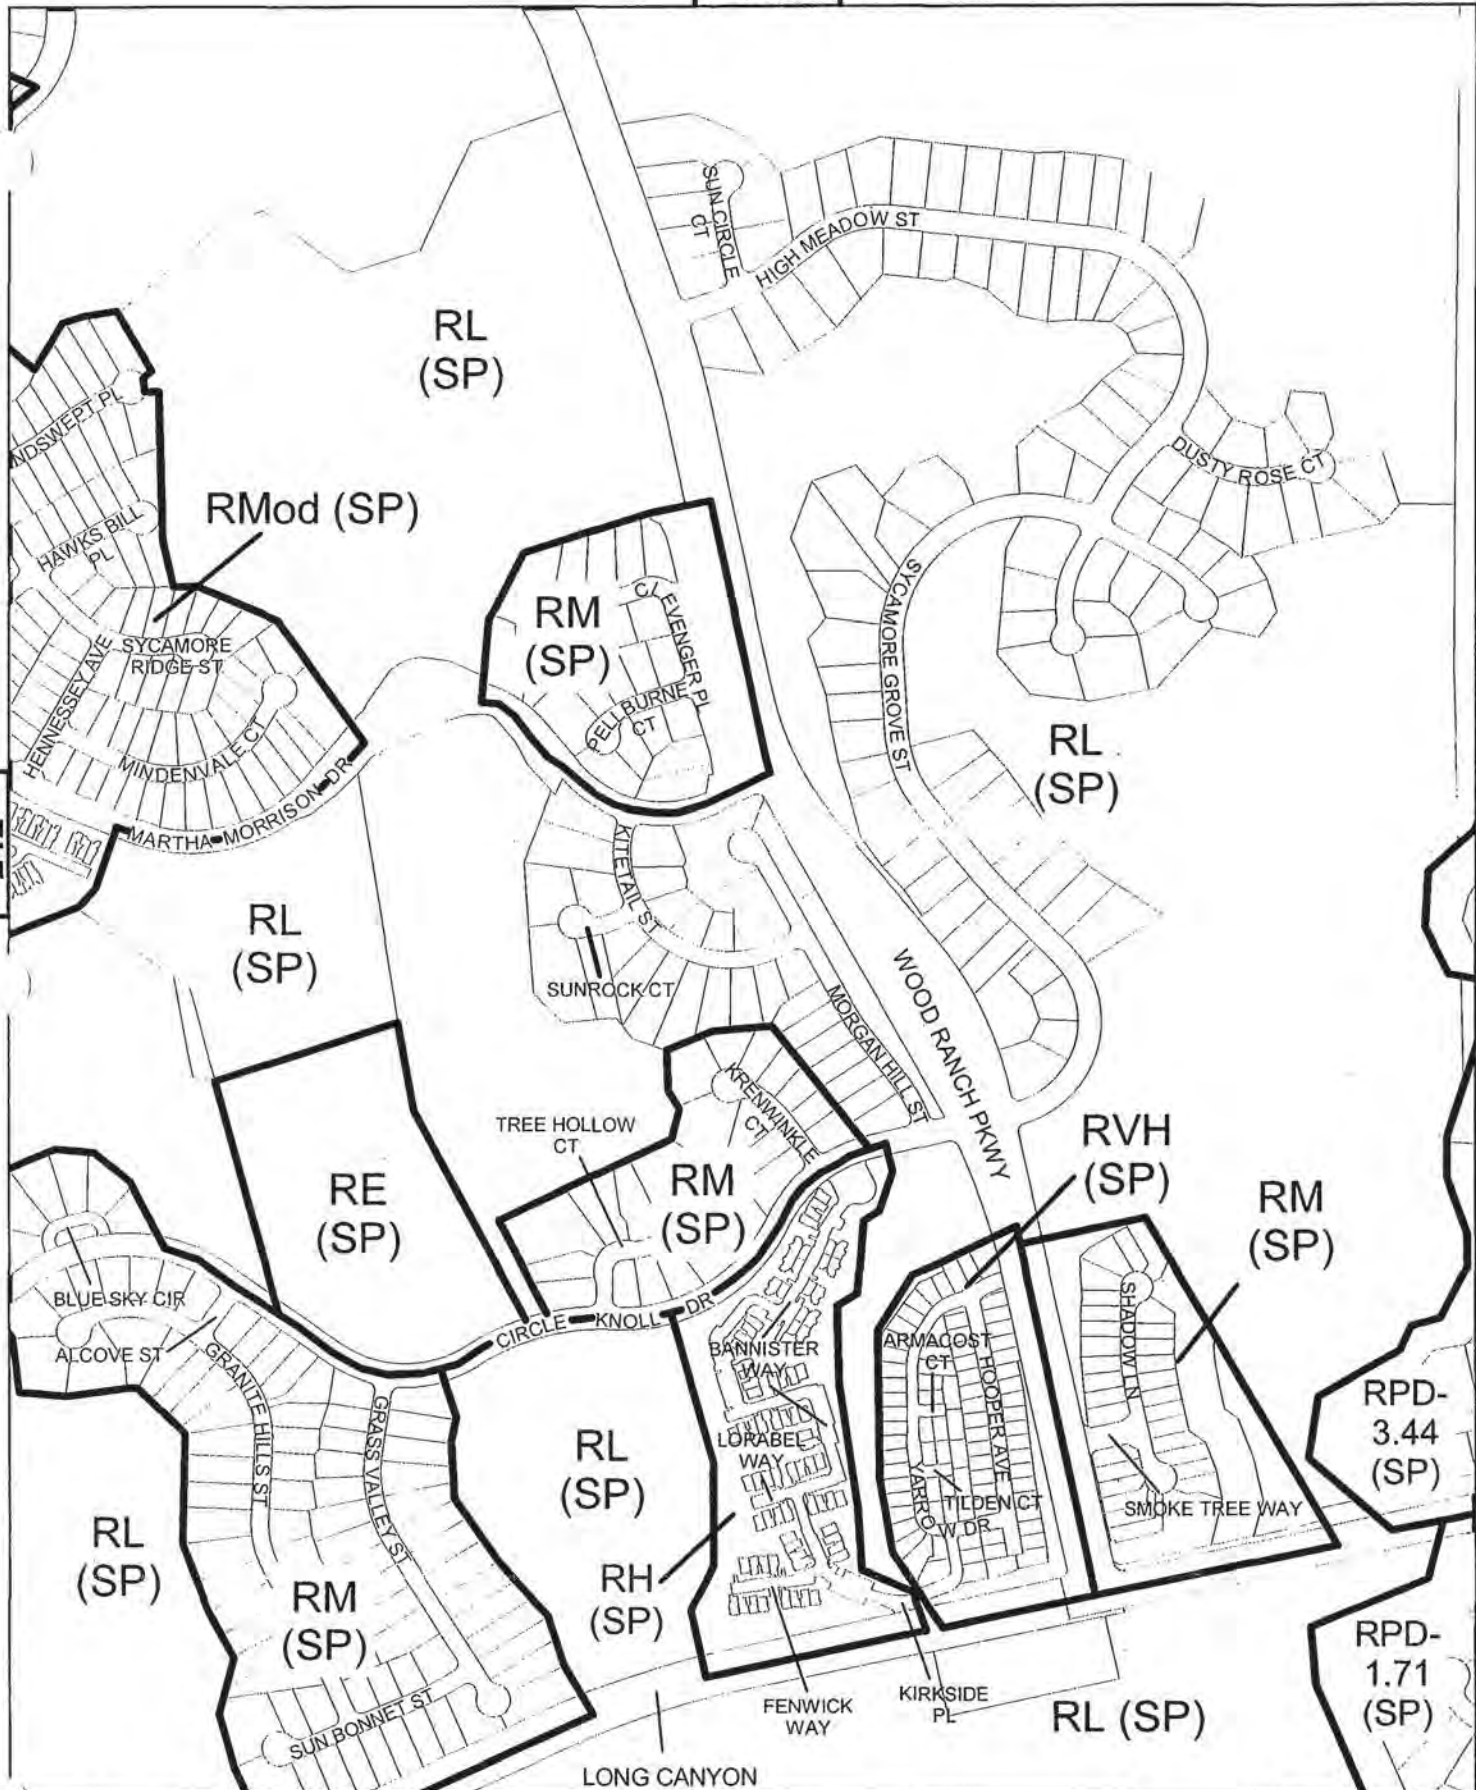 SUN CIRCLE
CT
HIGH MEADOW ST
RL
(SP)
NDSWEPT PL
DUSTY ROSE CT
RMod (SP)
HAWKS BILL
PL
SYCAMORE GROVE ST
RM
(SP)
CLEVENGER PL
SYCAMORE
RIDGE ST
HENNESSEY AVE
PELLBURNE
CT
MINDENVALE CT
RL
(SP)
MARTHA MORRISON DR
KITETAIL ST
RL
(SP)
SUNROCK CT
WOOD RANCH PKWY
MORGAN HILL ST
KRENWINKLE
CT
TREE HOLLOW
CT
RVH
(SP)
RE
(SP)
RM
(SP)
RM
(SP)
BLUE SKY CIR
CIRCLE KNOLL DR
SHADOW LN
ALCOVE ST
BANNISTER
WAY
ARMACOST
CT
HOOPER AVE
GRANITE HILLS ST
GRASS VALLEY ST
RPD-
3.44
(SP)
RL
(SP)
LORABEL
WAY
YARROW DR
TILDEN CT
SMOKE TREE WAY
RL
(SP)
RH
(SP)
RM
(SP)
RPD-
1.71
(SP)
SUN BONNET ST
FENWICK
WAY
KIRKSIDE
PL
RL (SP)
LONG CANYON